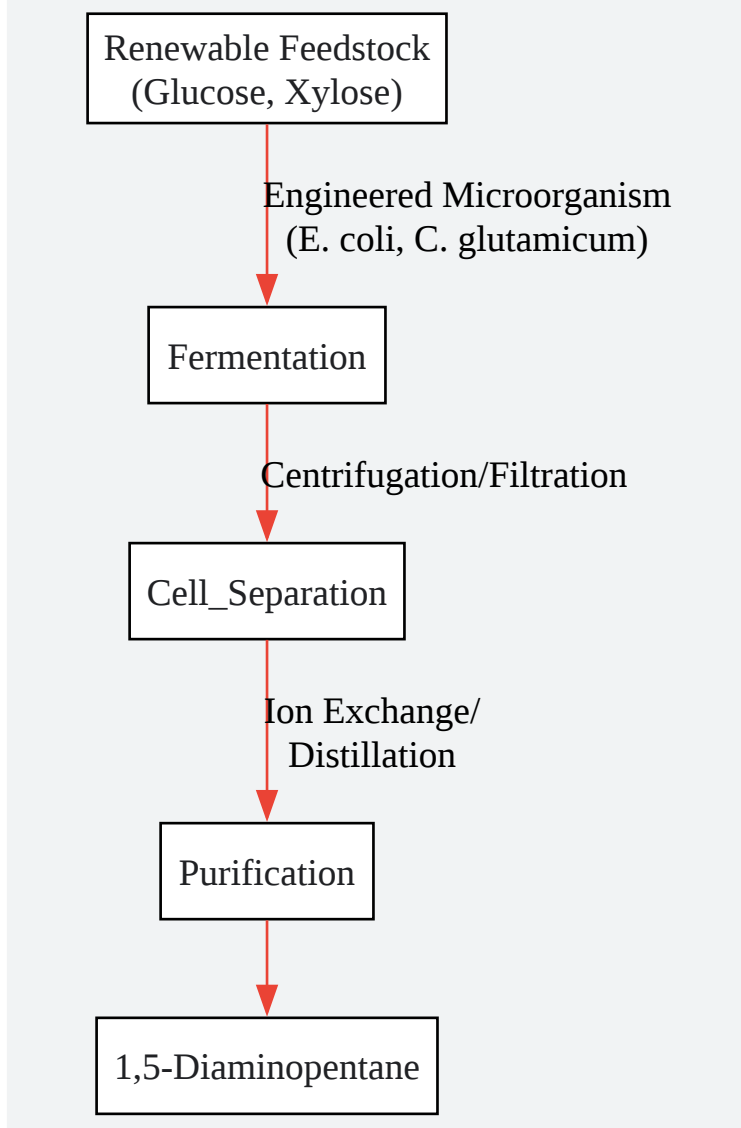 Renewable Feedstock
(Glucose, Xylose)
Engineered Microorganism
(E. coli, C. glutamicum)
Fermentation
Centrifugation/Filtration
Cell_Separation
Ion Exchange/
Distillation
Purification
1,5-Diaminopentane